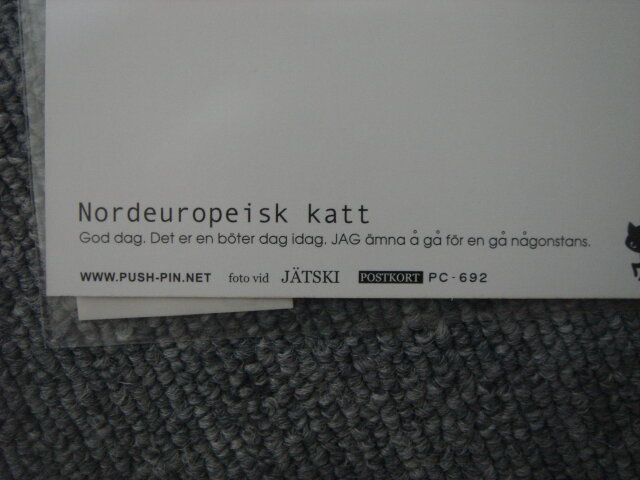 Nordeuropeisk katt
God dag. Det er en böter dag idag. JAG ämna å gå för en gå någonstans.
WWW.PUSH-PIN.NET foto vid JÄTSKI POSTKORT PC-692